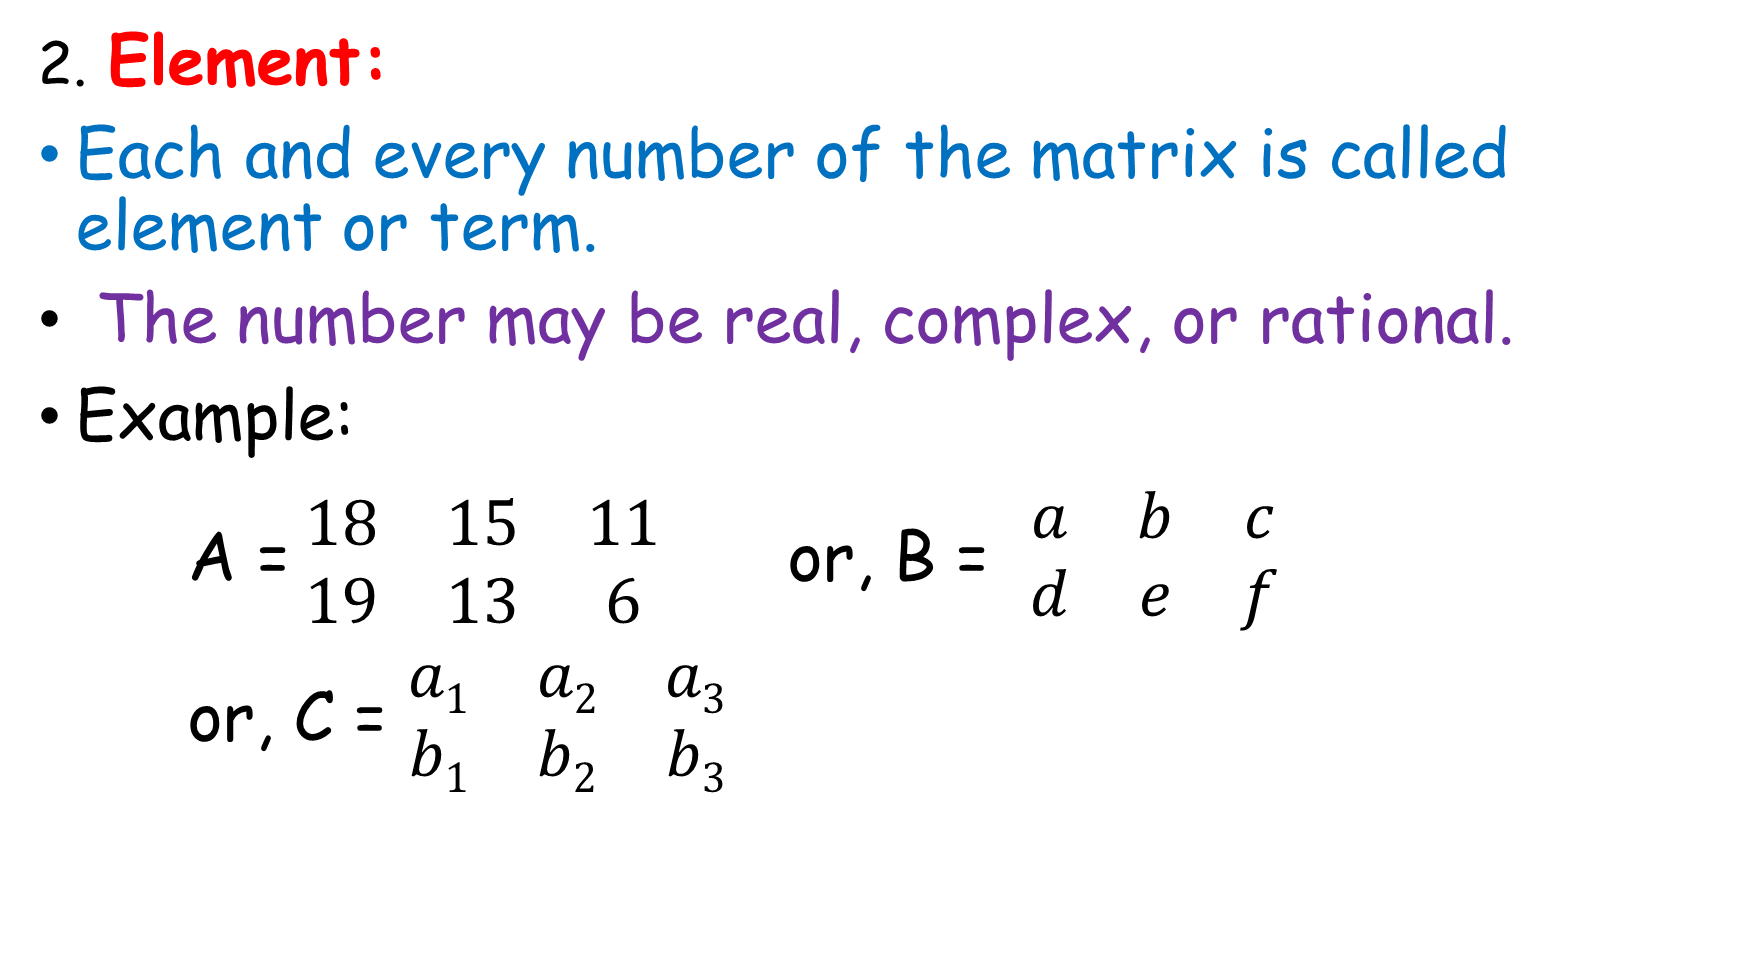 2. Element:
• Each and every number of the matrix is called
element or term.
• The number may be real, complex, or rational.
• Example:
A = 18 15 11 or, B = a b c
19 13 6 d e f
or, C = a₁ a₂ a₃
b₁ b₂ b₃